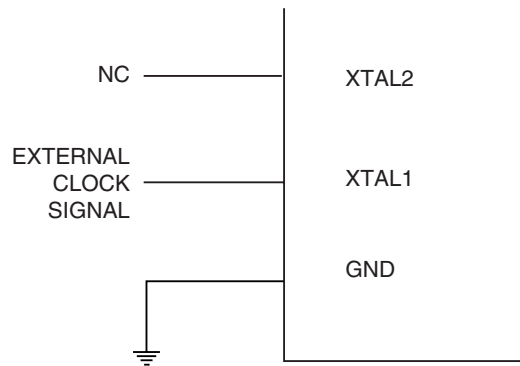 NC
XTAL2
EXTERNAL
CLOCK
SIGNAL
XTAL1
GND